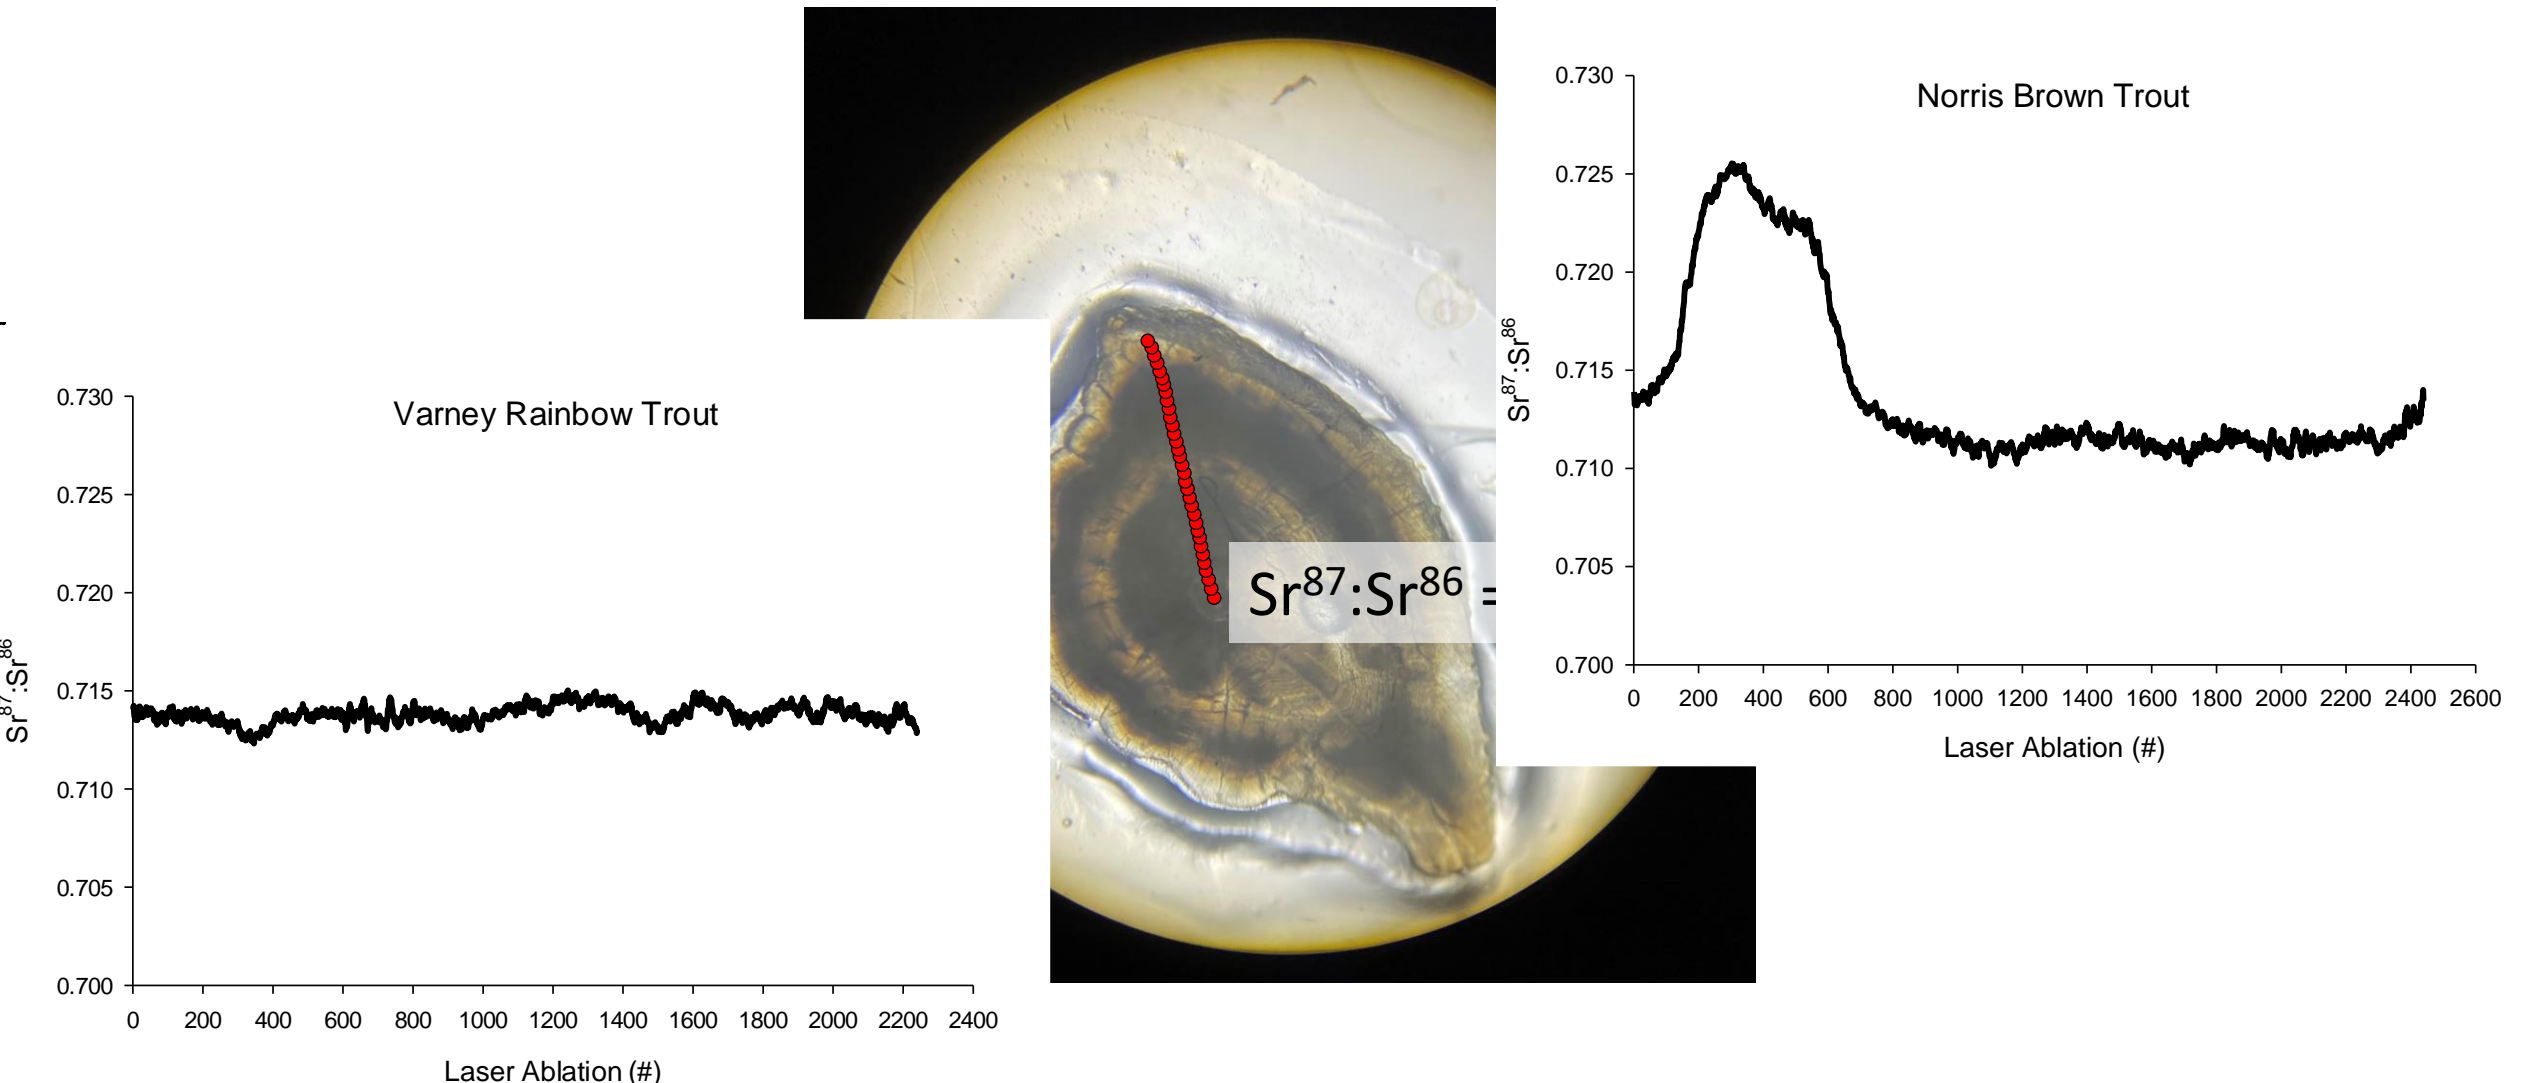 Varney Rainbow Trout
0.730
0.725
0.720
0.715
0.710
0.705
0.700
Sr87:Sr86
0 200 400 600 800 1000 1200 1400 1600 1800 2000 2200 2400
Laser Ablation (#)
Sr87:Sr86 =
Norris Brown Trout
0.730
0.725
0.720
0.715
0.710
0.705
0.700
Sr87:Sr86
0 200 400 600 800 1000 1200 1400 1600 1800 2000 2200 2400 2600
Laser Ablation (#)